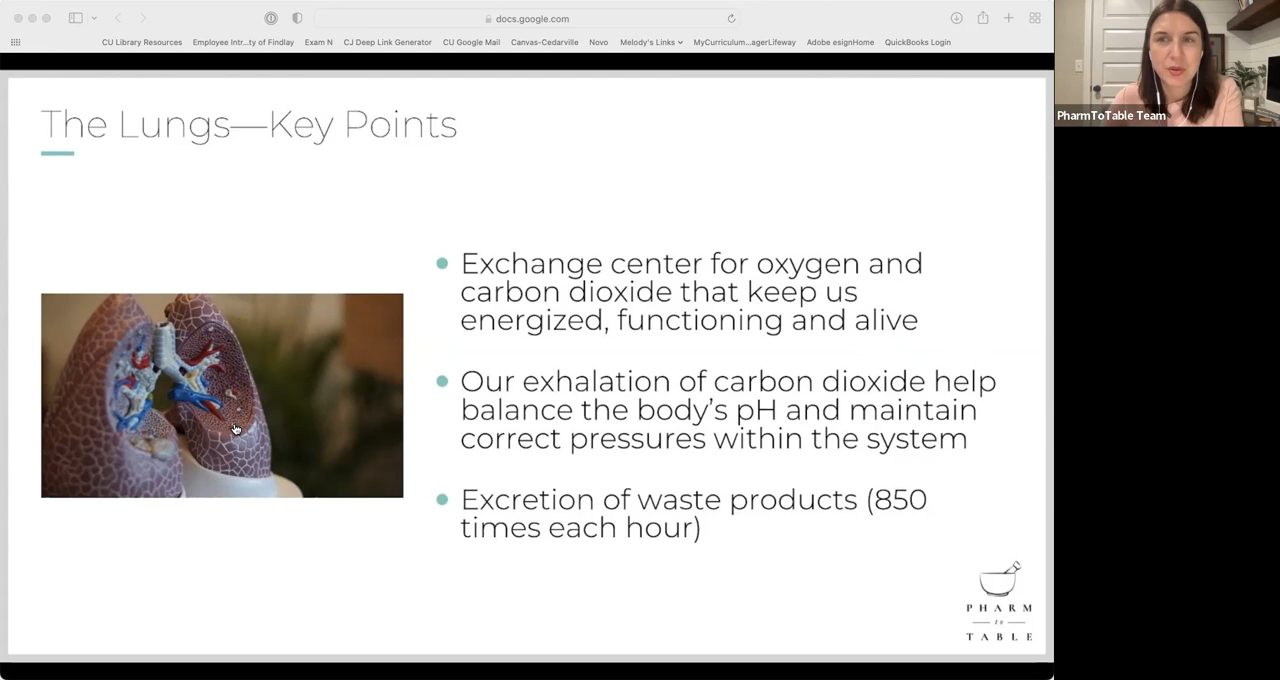 docs.google.com
CU Library Resources Employee Intr...ty of Findlay Exam N CJ Deep Link Generator CU Google Mail Canvas-Cedarville Novo Melody's Links MyCurriculum...agerLifeway Adobe esignHome QuickBooks Login
PharmToTable Team
The Lungs—Key Points
Exchange center for oxygen and
carbon dioxide that keep us
energized, functioning and alive
Our exhalation of carbon dioxide help
balance the body's pH and maintain
correct pressures within the system
Excretion of waste products (850
times each hour)
PHARM
to
TABLE